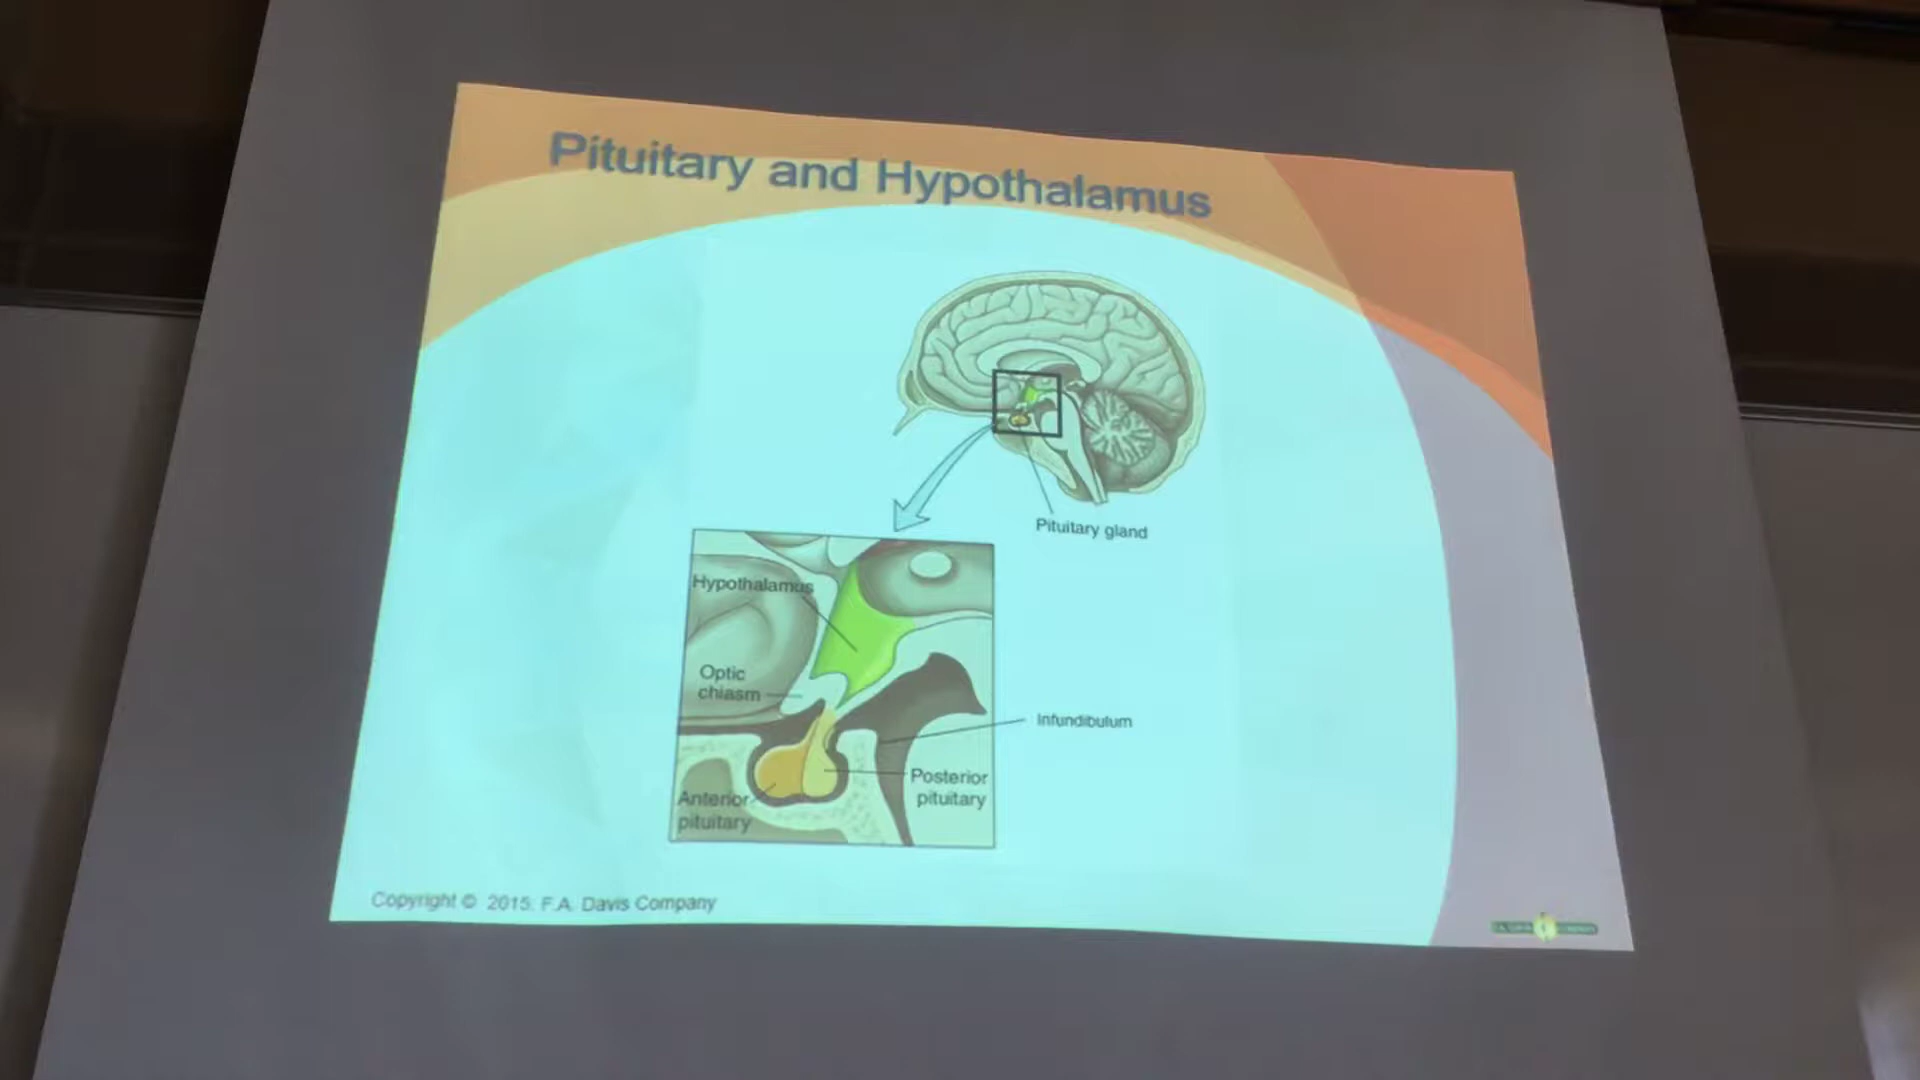 Pituitary and Hypothalamus
Pituitary gland
Hypothalamus
Optic
chiasm
Infundibulum
Posterior
pituitary
Anterior
pituitary
Copyright © 2015. F.A. Davis Company